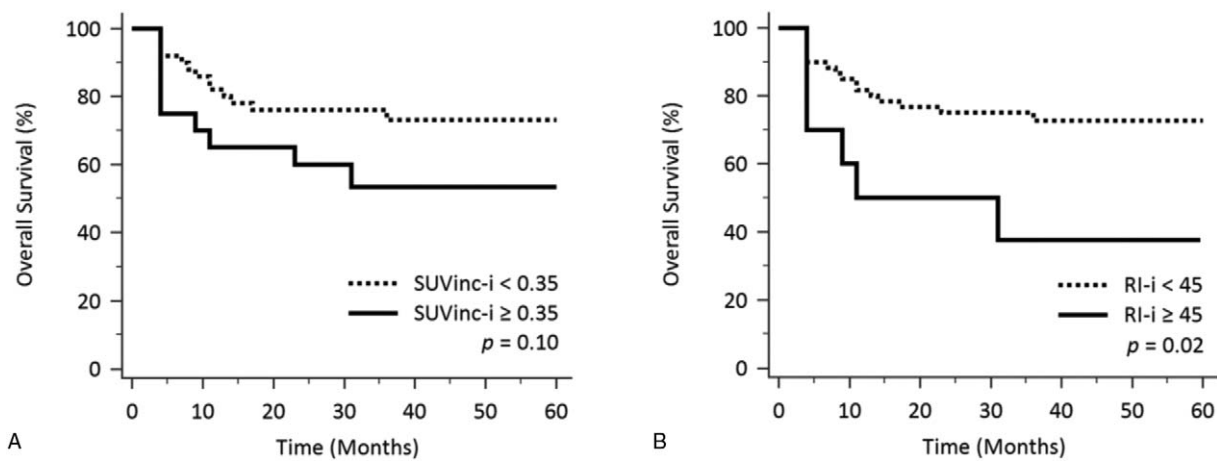 100
80
60
40
20
0
Overall Survival (%)
SUVinc-i < 0.35
SUVinc-i ≥ 0.35
p = 0.10
0 10 20 30 40 50 60
Time (Months)
A
100
80
60
40
20
0
Overall Survival (%)
RI-i < 45
RI-i ≥ 45
p = 0.02
0 10 20 30 40 50 60
Time (Months)
B